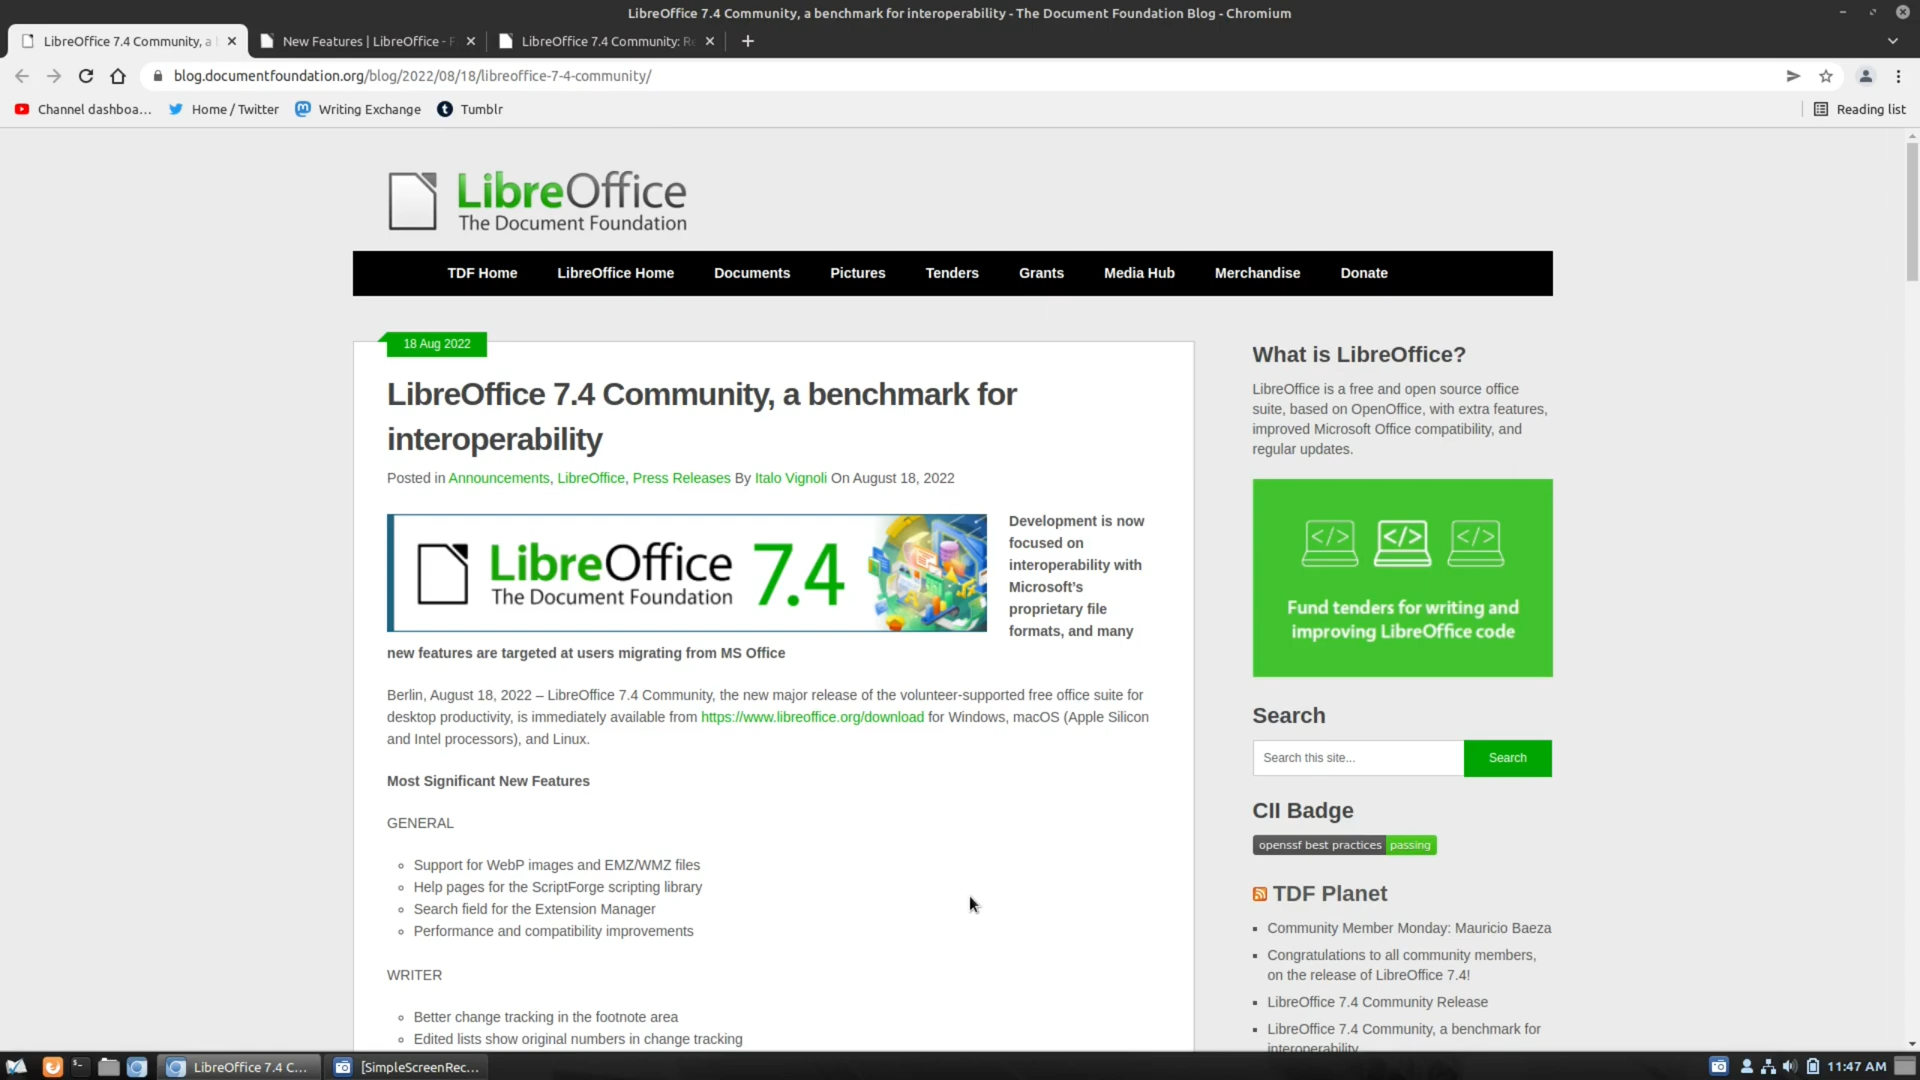 LibreOffice 7.4 Community, a benchmark for interoperability - The Document Foundation Blog - Chromium
LibreOffice 7.4 Community, a
New Features | LibreOffice - F
LibreOffice 7.4 Community: Re
blog.documentfoundation.org/blog/2022/08/18/libreoffice-7-4-community/
Channel dashboa...
Home / Twitter
Writing Exchange
Tumblr
Reading list
LibreOffice
The Document Foundation
TDF Home
LibreOffice Home
Documents
Pictures
Tenders
Grants
Media Hub
Merchandise
Donate
18 Aug 2022
LibreOffice 7.4 Community, a benchmark for
interoperability
Posted in Announcements, LibreOffice, Press Releases By Italo Vignoli On August 18, 2022
LibreOffice 7.4
The Document Foundation
Development is now
focused on
interoperability with
Microsoft's
proprietary file
formats, and many
new features are targeted at users migrating from MS Office
Berlin, August 18, 2022 – LibreOffice 7.4 Community, the new major release of the volunteer-supported free office suite for
desktop productivity, is immediately available from https://www.libreoffice.org/download for Windows, macOS (Apple Silicon
and Intel processors), and Linux.
Most Significant New Features
GENERAL
Support for WebP images and EMZ/WMZ files
Help pages for the ScriptForge scripting library
Search field for the Extension Manager
Performance and compatibility improvements
WRITER
Better change tracking in the footnote area
Edited lists show original numbers in change tracking
What is LibreOffice?
LibreOffice is a free and open source office
suite, based on OpenOffice, with extra features,
improved Microsoft Office compatibility, and
regular updates.
</> </> </>
Fund tenders for writing and
improving LibreOffice code
Search
Search this site...
Search
CII Badge
openssf best practices passing
TDF Planet
Community Member Monday: Mauricio Baeza
Congratulations to all community members,
on the release of LibreOffice 7.4!
LibreOffice 7.4 Community Release
LibreOffice 7.4 Community, a benchmark for
interoperability
LibreOffice 7.4 C...
[SimpleScreenRec...
11:47 AM